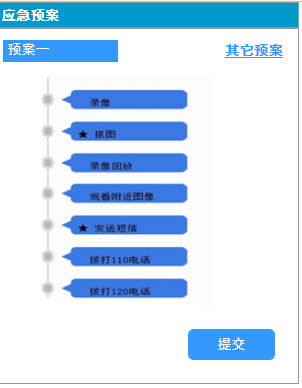 应急预案
预案一
其它预案
录像
★ 抓图
录像回放
观看附近图像
★ 发送短信
拨打110电话
拨打120电话
提交